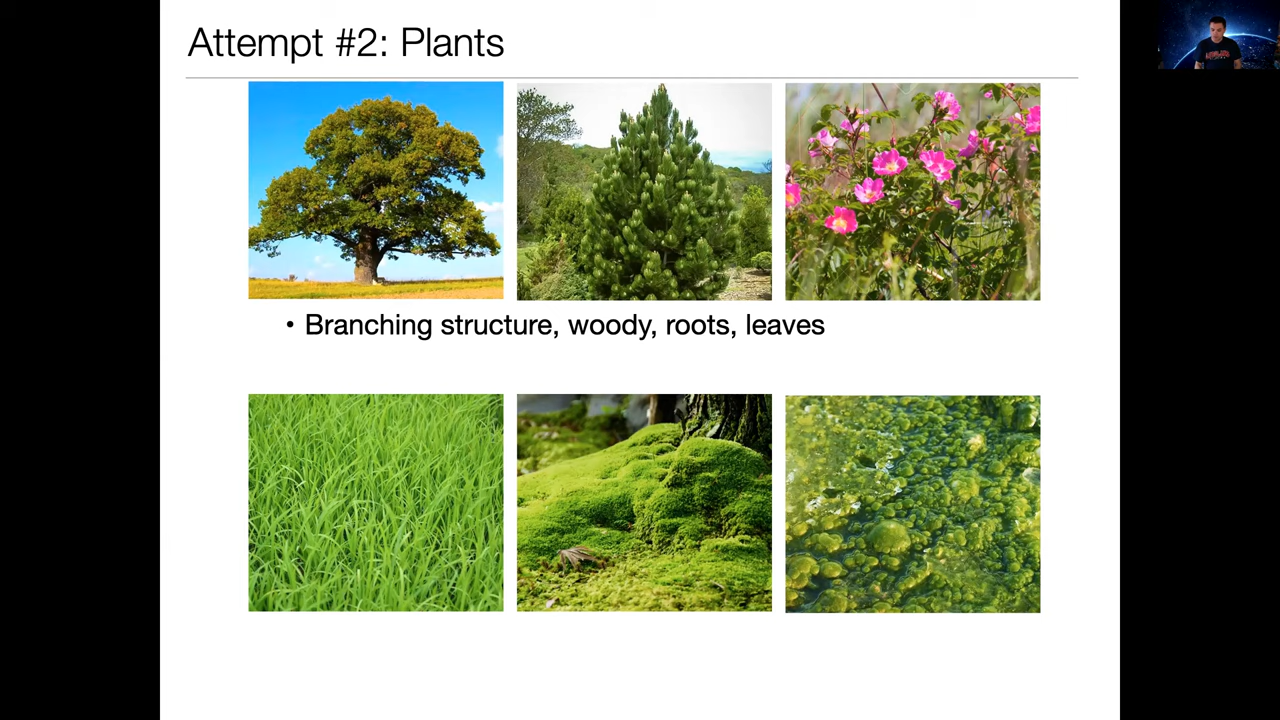 Attempt #2: Plants
• Branching structure, woody, roots, leaves